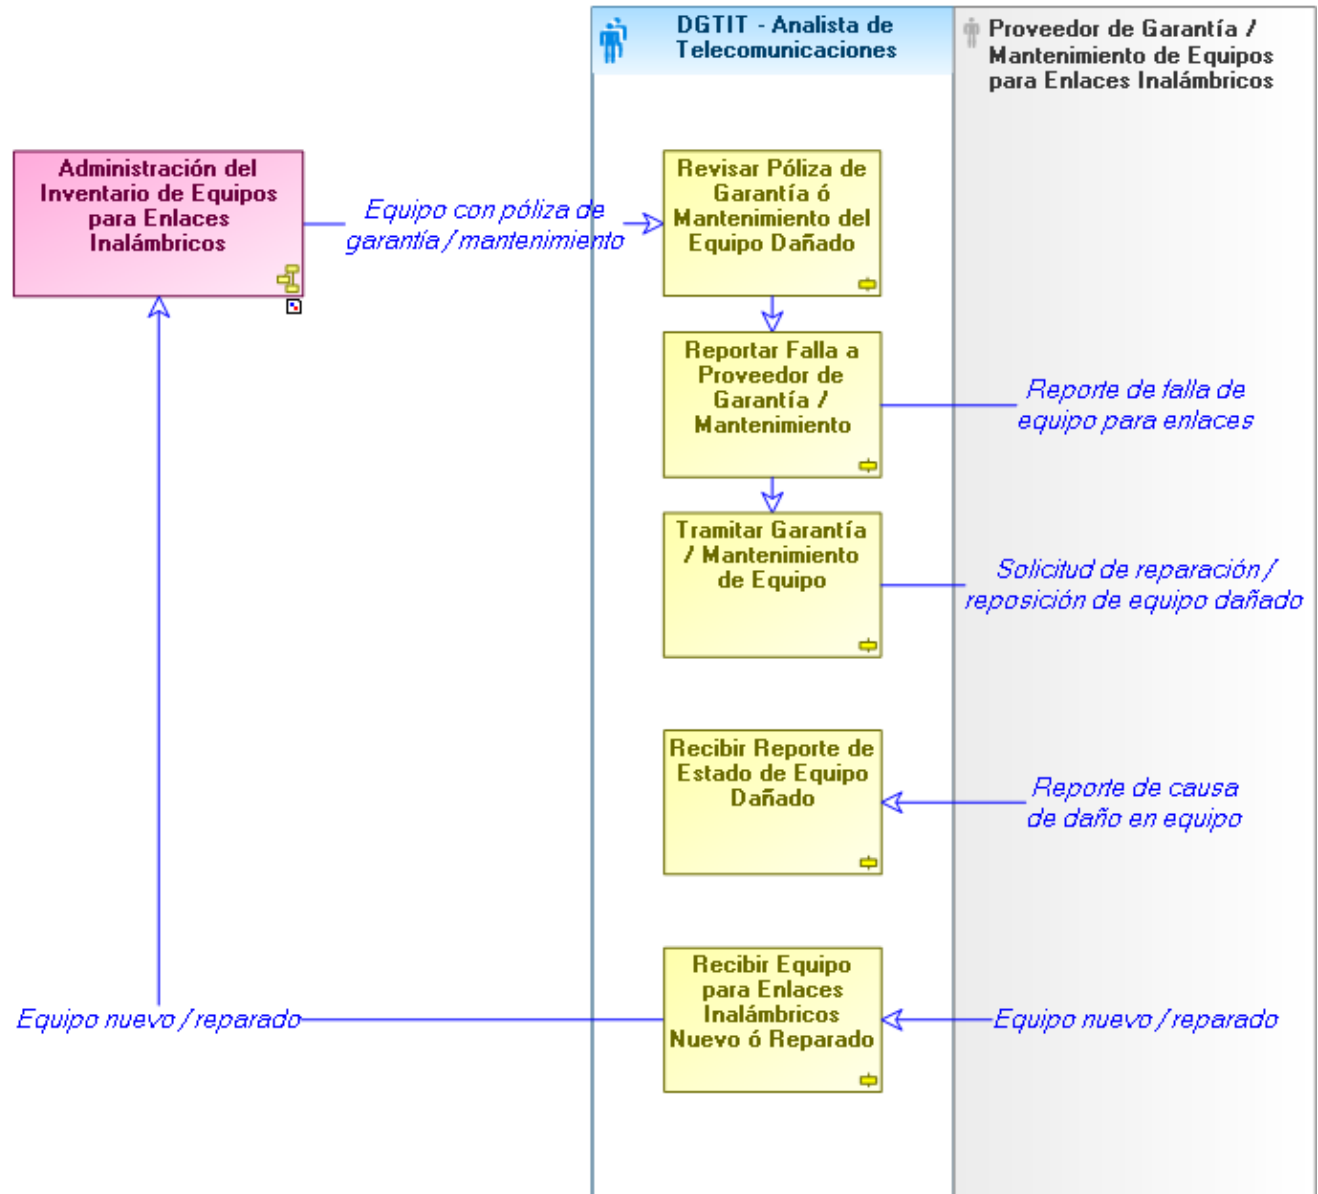 DGTIT - Analista de
Telecomunicaciones
Proveedor de Garantía /
Mantenimiento de Equipos
para Enlaces Inalámbricos
Administración del
Inventario de Equipos
para Enlaces
Inalámbricos
Equipo con póliza de
garantía / mantenimiento
Revisar Póliza de
Garantía ó
Mantenimiento del
Equipo Dañado
Reportar Falla a
Proveedor de
Garantía /
Mantenimiento
Reporte de falla de
equipo para enlaces
Tramitar Garantía
/ Mantenimiento
de Equipo
Solicitud de reparación /
reposición de equipo dañado
Recibir Reporte de
Estado de Equipo
Dañado
Reporte de causa
de daño en equipo
Recibir Equipo
para Enlaces
Inalámbricos
Nuevo ó Reparado
Equipo nuevo / reparado
Equipo nuevo / reparado